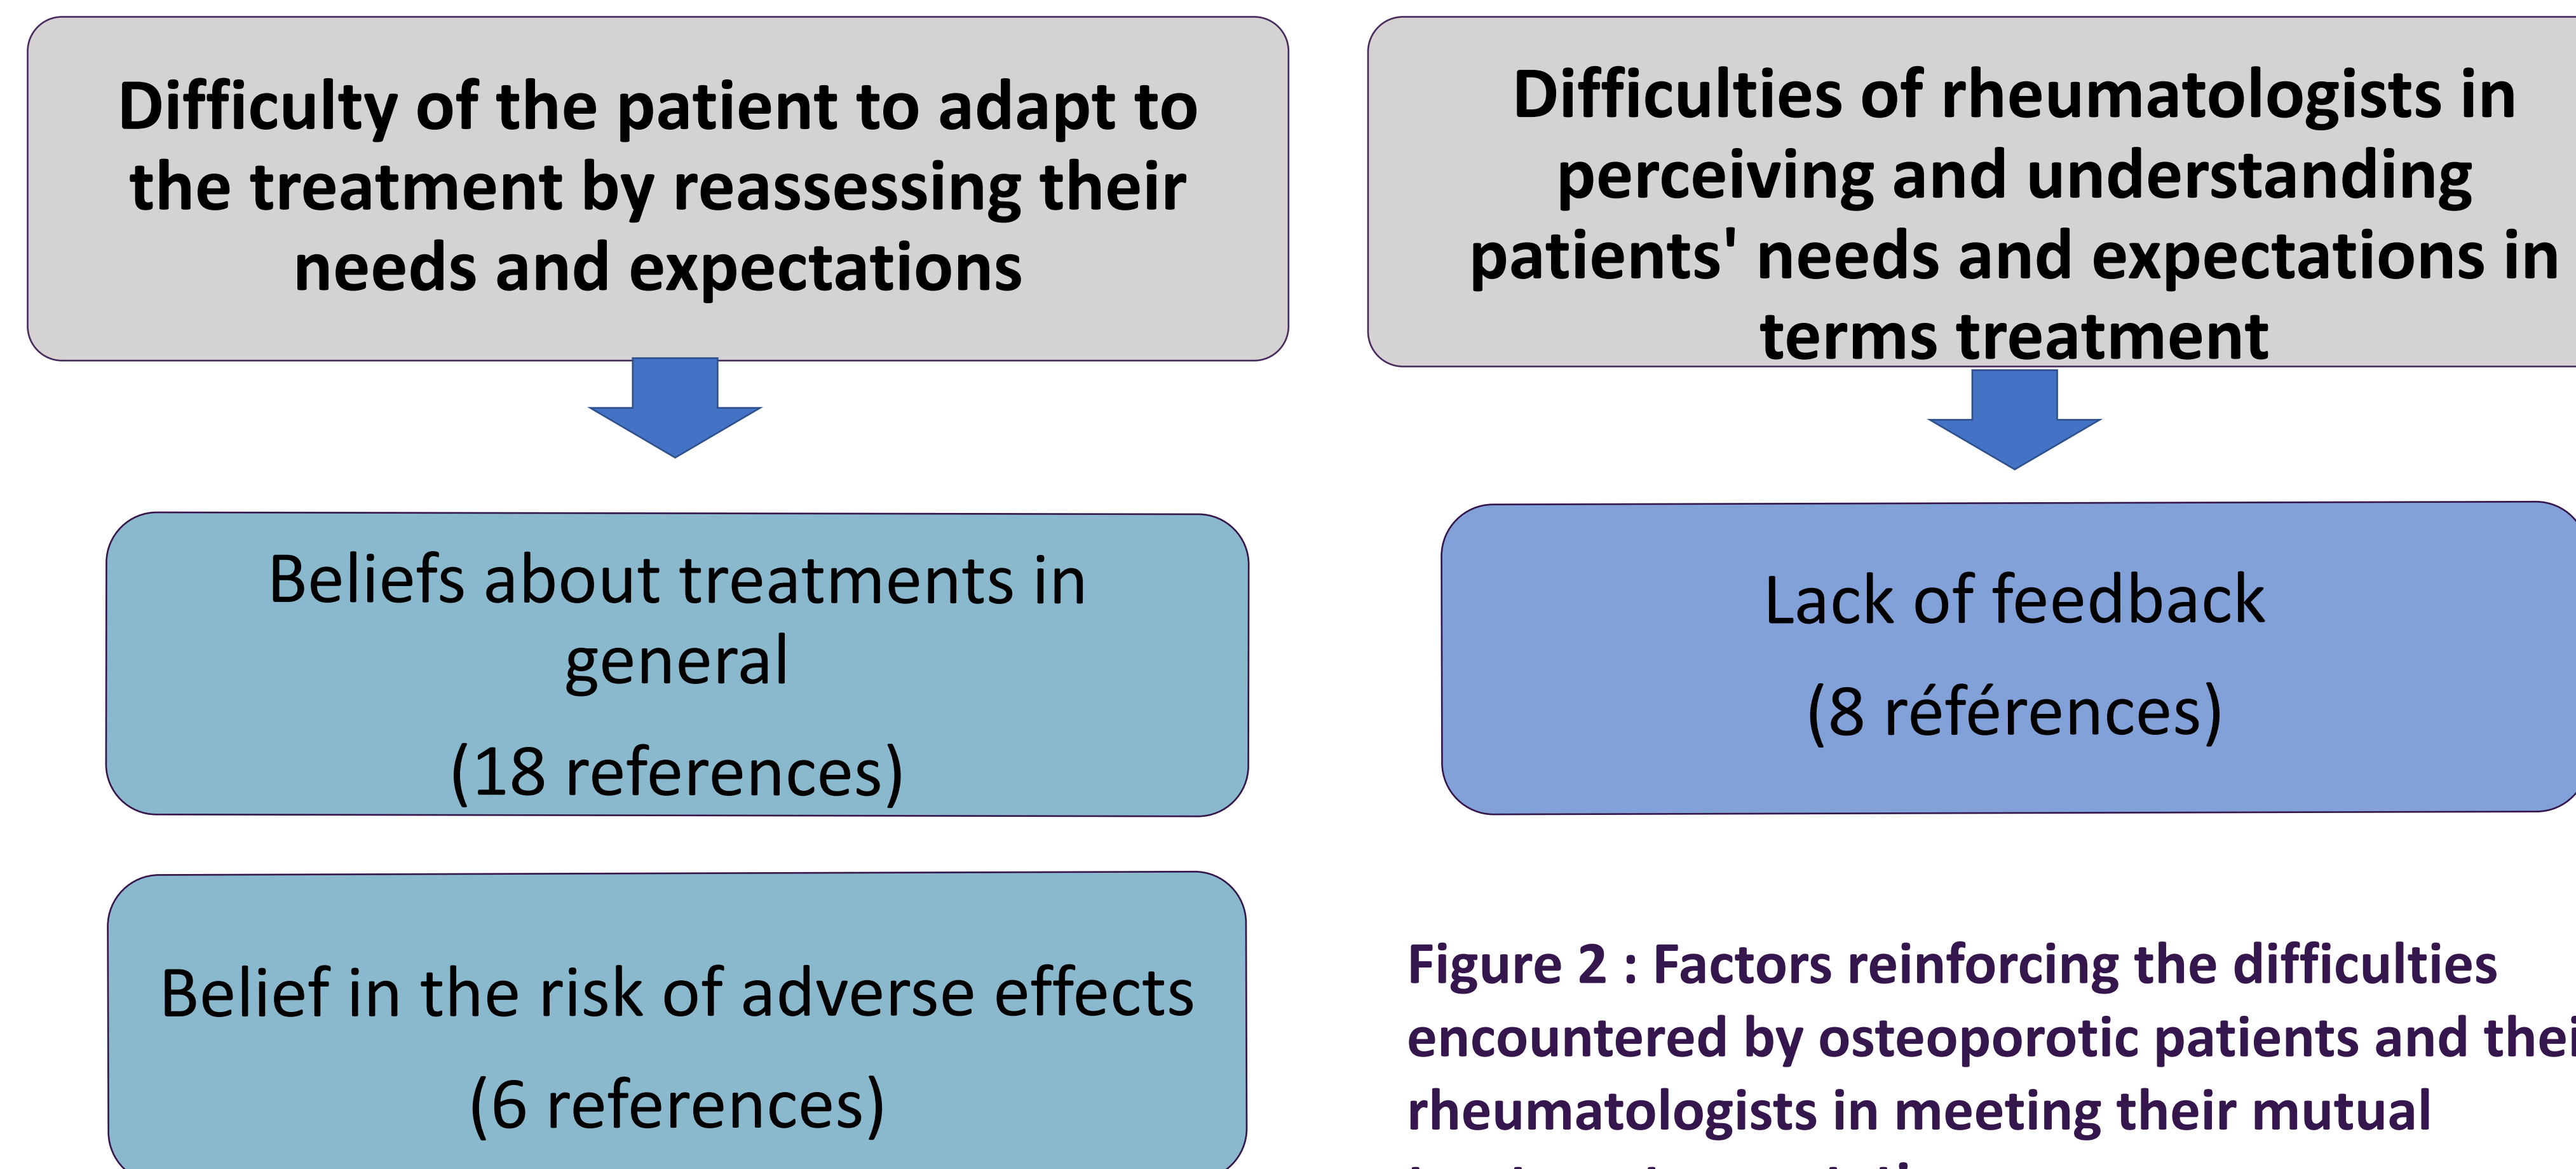 Difficulty of the patient to adapt to
the treatment by reassessing their
needs and expectations
Beliefs about treatments in
general
(18 references)
Belief in the risk of adverse effects
(6 references)
Difficulties of rheumatologists in
perceiving and understanding
patients' needs and expectations in
terms treatment
Lack of feedback
(8 références)
Figure 2 : Factors reinforcing the difficulties
encountered by osteoporotic patients and thei
rheumatologists in meeting their mutual